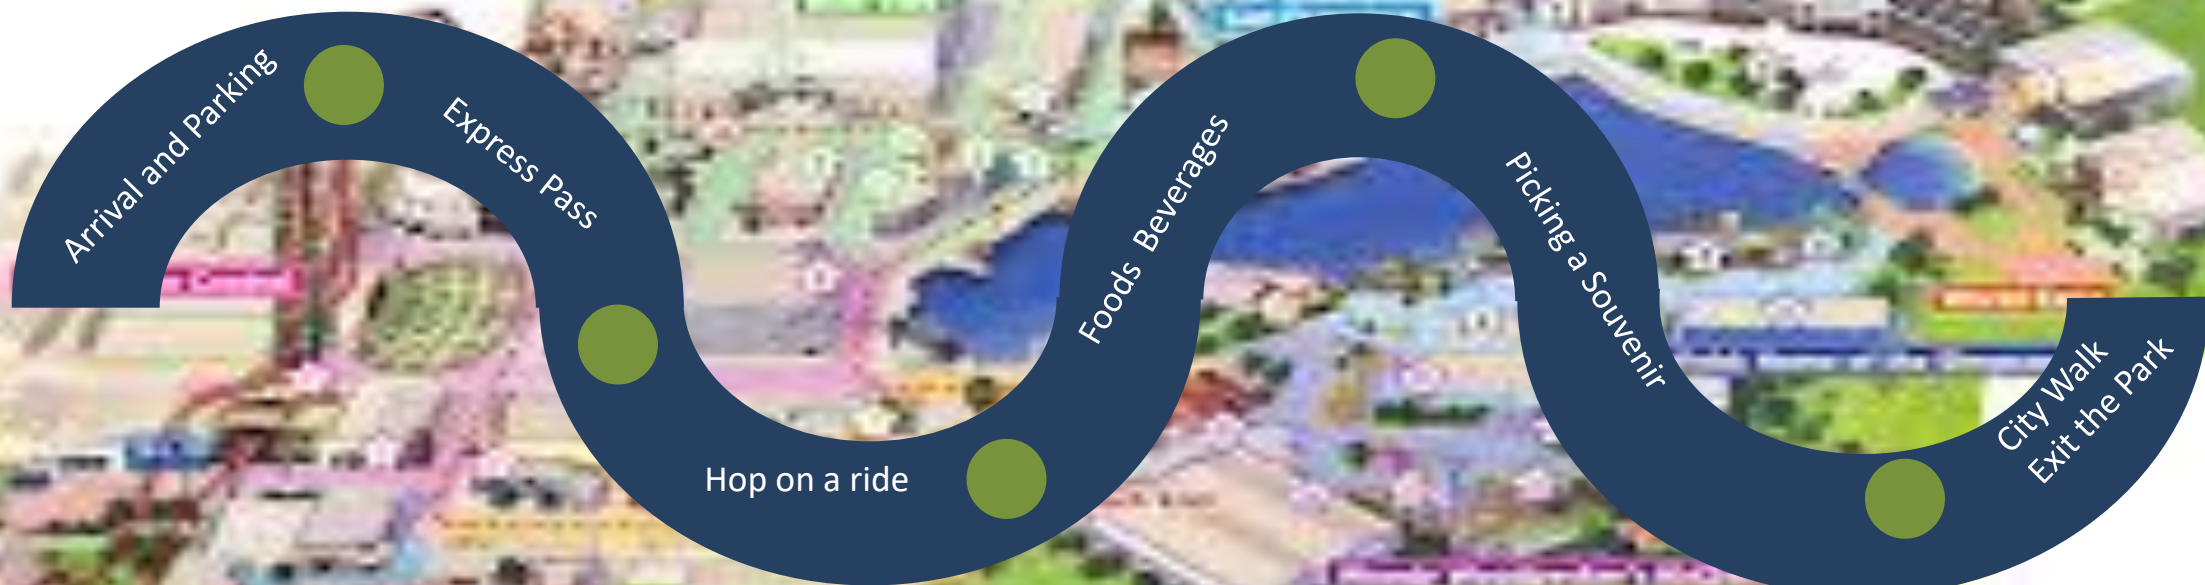 Arrival and Parking
Express Pass
Hop on a ride
Foods Beverages
Picking a Souvenir
City Walk
Exit the Park